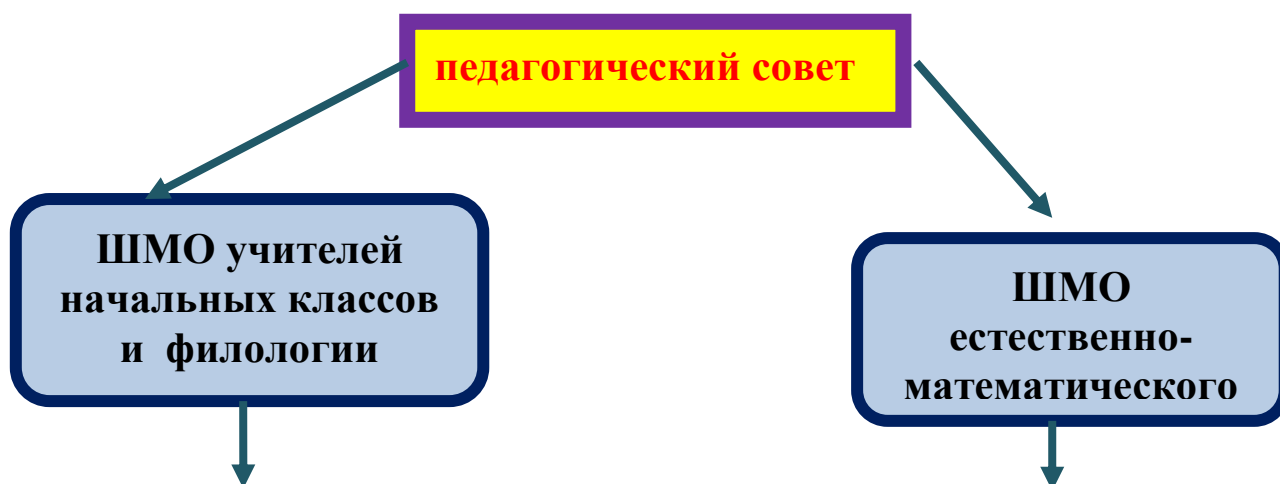 педагогический совет
ШМО учителей
начальных классов
и филологии
ШМО
естественно-
математического